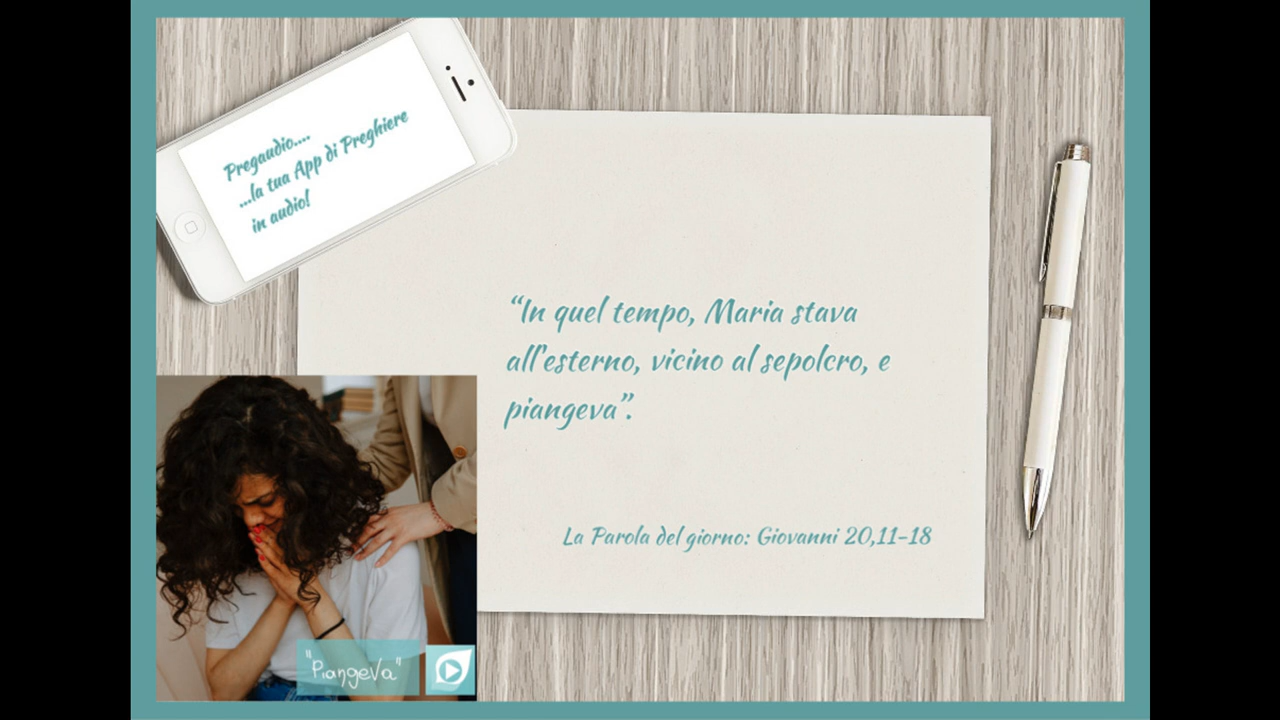 Pregaudio....
...la tua App di Preghiere
in audio!
“In quel tempo, Maria stava
all'esterno, vicino al sepolcro, e
piangeva”.
La Parola del giorno: Giovanni 20,11-18
"Piangeva"